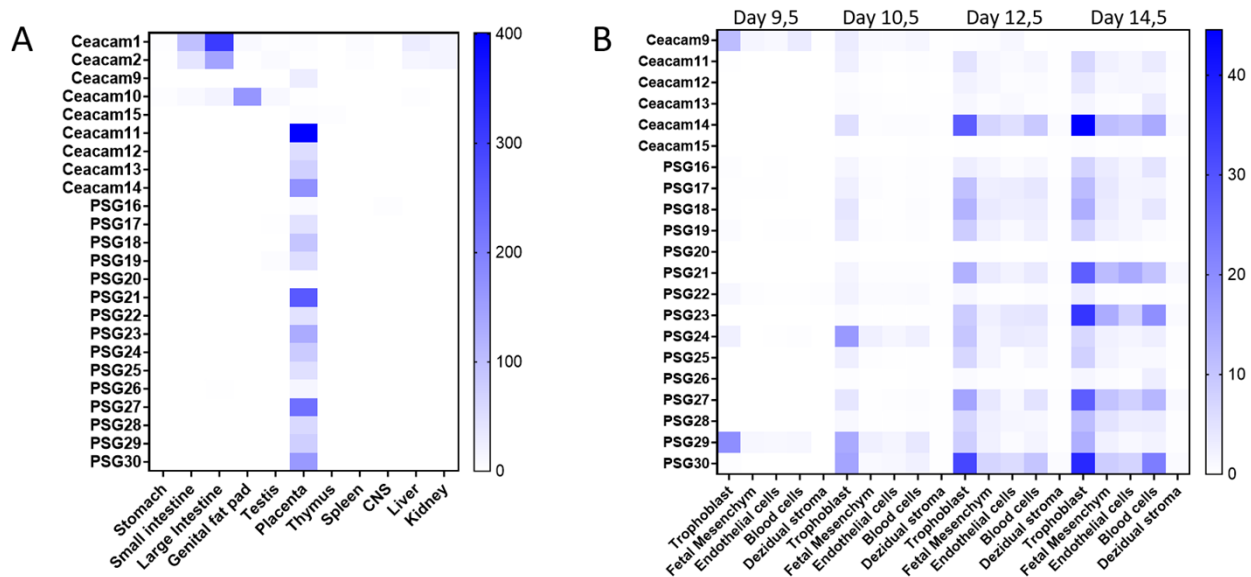 A
Ceacam1
Ceacam2
Ceacam9
Ceacam10
Ceacam15
Ceacam11
Ceacam12
Ceacam13
Ceacam14
PSG16
PSG17
PSG18
PSG19
PSG20
PSG21
PSG22
PSG23
PSG24
PSG25
PSG26
PSG27
PSG28
PSG29
PSG30
Stomach
Small intestine
Large Intestine
Genital fat pad
Testis
Placenta
Thymus
Spleen
CNS
Liver
Kidney
400
300
200
100
0
B
Day 9,5 Day 10,5 Day 12,5 Day 14,5
Ceacam9
Ceacam11
Ceacam12
Ceacam13
Ceacam14
Ceacam15
PSG16
PSG17
PSG18
PSG19
PSG20
PSG21
PSG22
PSG23
PSG24
PSG25
PSG26
PSG27
PSG28
PSG29
PSG30
Trophoblast
Fetal Mesenchym
Endothelial cells
Blood cells
Dezidual stroma
Trophoblast
Fetal Mesenchym
Endothelial cells
Blood cells
Dezidual stroma
Trophoblast
Fetal Mesenchym
Endothelial cells
Blood cells
Dezidual stroma
Trophoblast
Fetal Mesenchym
Endothelial cells
Blood cells
Dezidual stroma
40
30
20
10
0